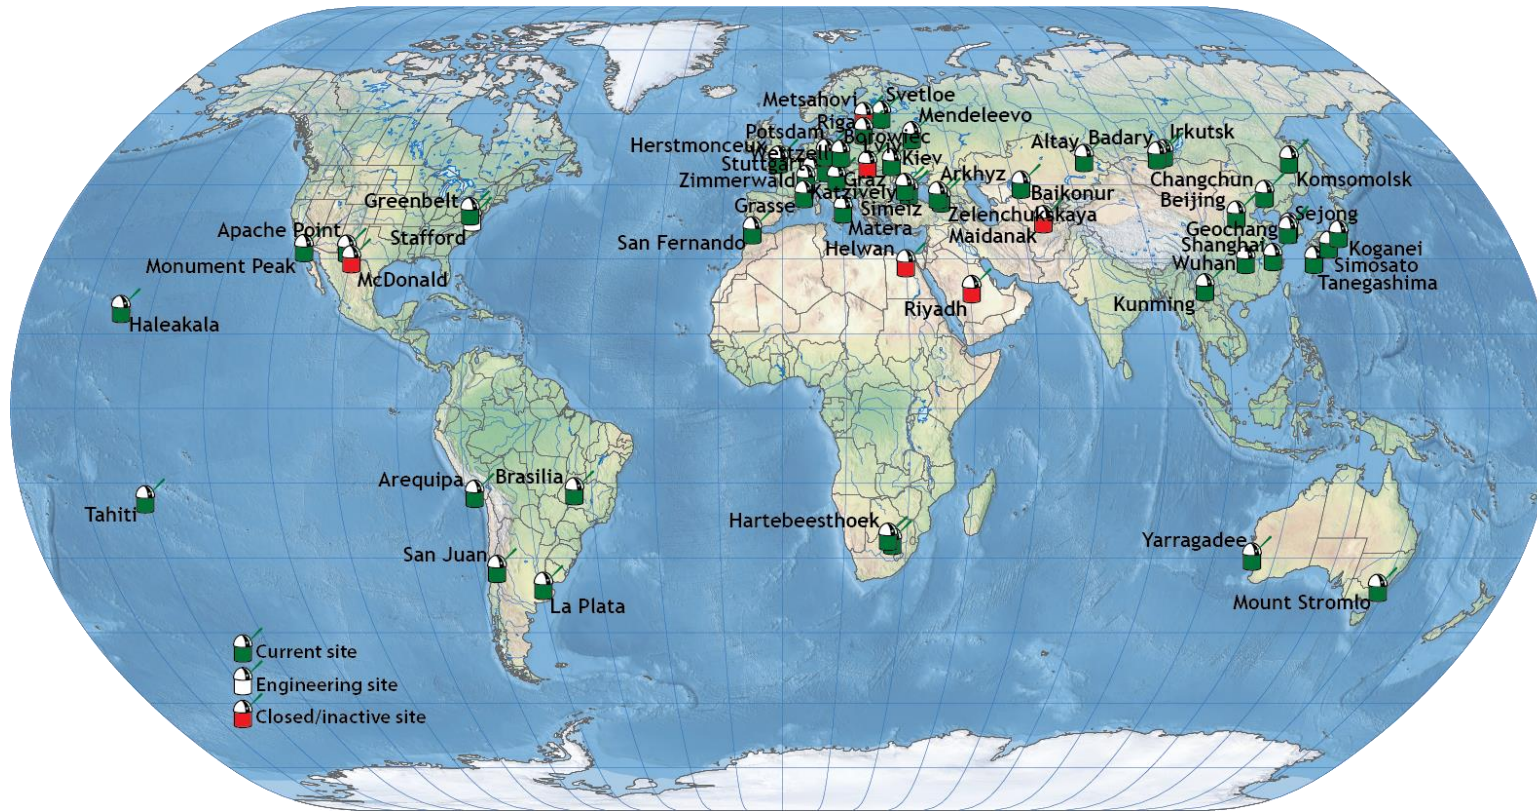 Metsahovi
Svetloe
Riga
Mendeleevo
Potsdam
Borowiec
Herstmonceux
Lviv
Wettzell
Kiev
Stuttgart
Zimmerwald
Graz
Katzively
Arkhyz
Grasse
Simeiz
Zelenchukskaya
Matera
San Fernando
Helwan
Riyadh
Altay
Badary
Irkutsk
Baikonur
Maidanak
Changchun
Komsomolsk
Beijing
Sejong
Geochang
Shanghai
Koganei
Wuhan
Simosato
Tanegashima
Kunming
Greenbelt
Apache Point
Stafford
Monument Peak
McDonald
Haleakala
Arequipa
Brasilia
Tahiti
Hartebeesthoek
San Juan
La Plata
Yarragadee
Mount Stromlo
Current site
Engineering site
Closed/inactive site